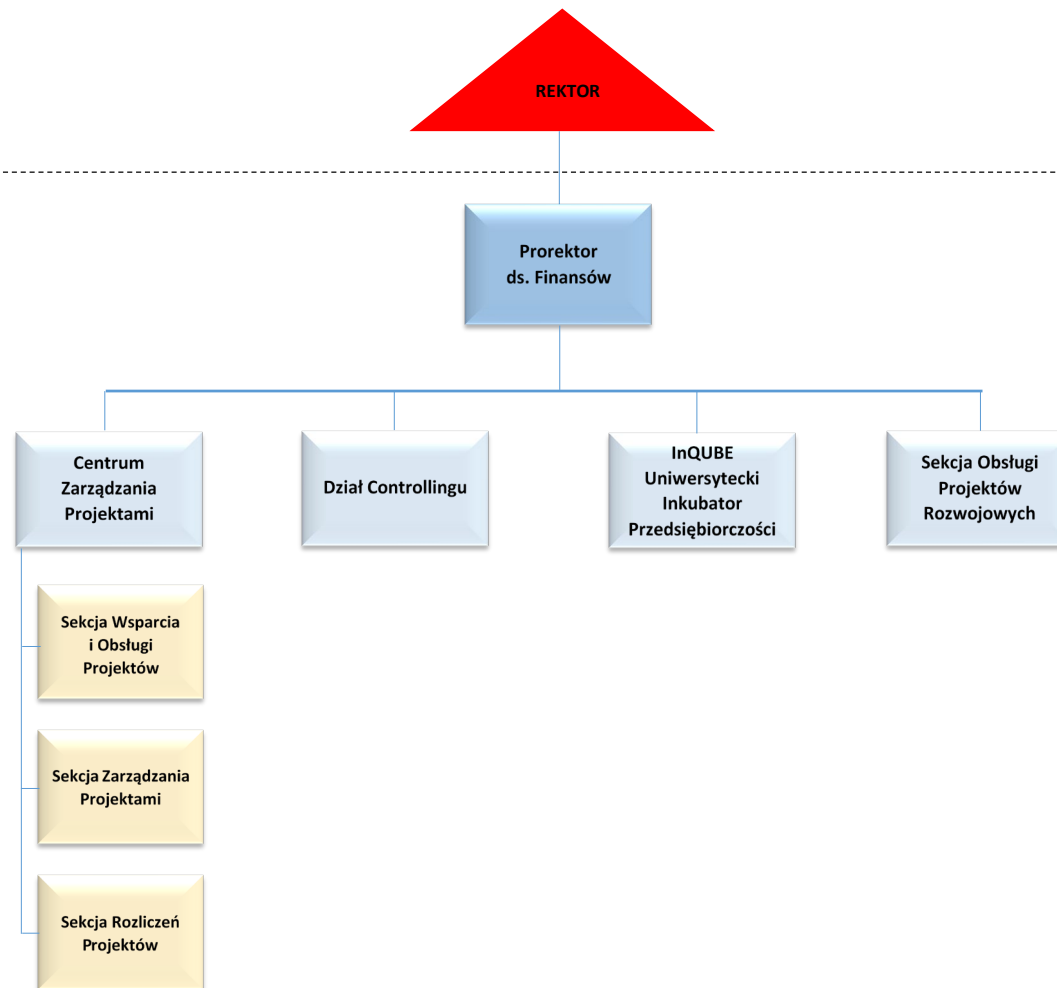 REKTOR
Prorektor
ds. Finansów
Centrum
Zarządzania
Projektami
Dział Controllingu
InQUBE
Uniwersytecki
Inkubator
Przedsiębiorczości
Sekcja Obsługi
Projektów
Rozwojowych
Sekcja Wsparcia
i Obsługi
Projektów
Sekcja Zarządzania
Projektami
Sekcja Rozliczeń
Projektów